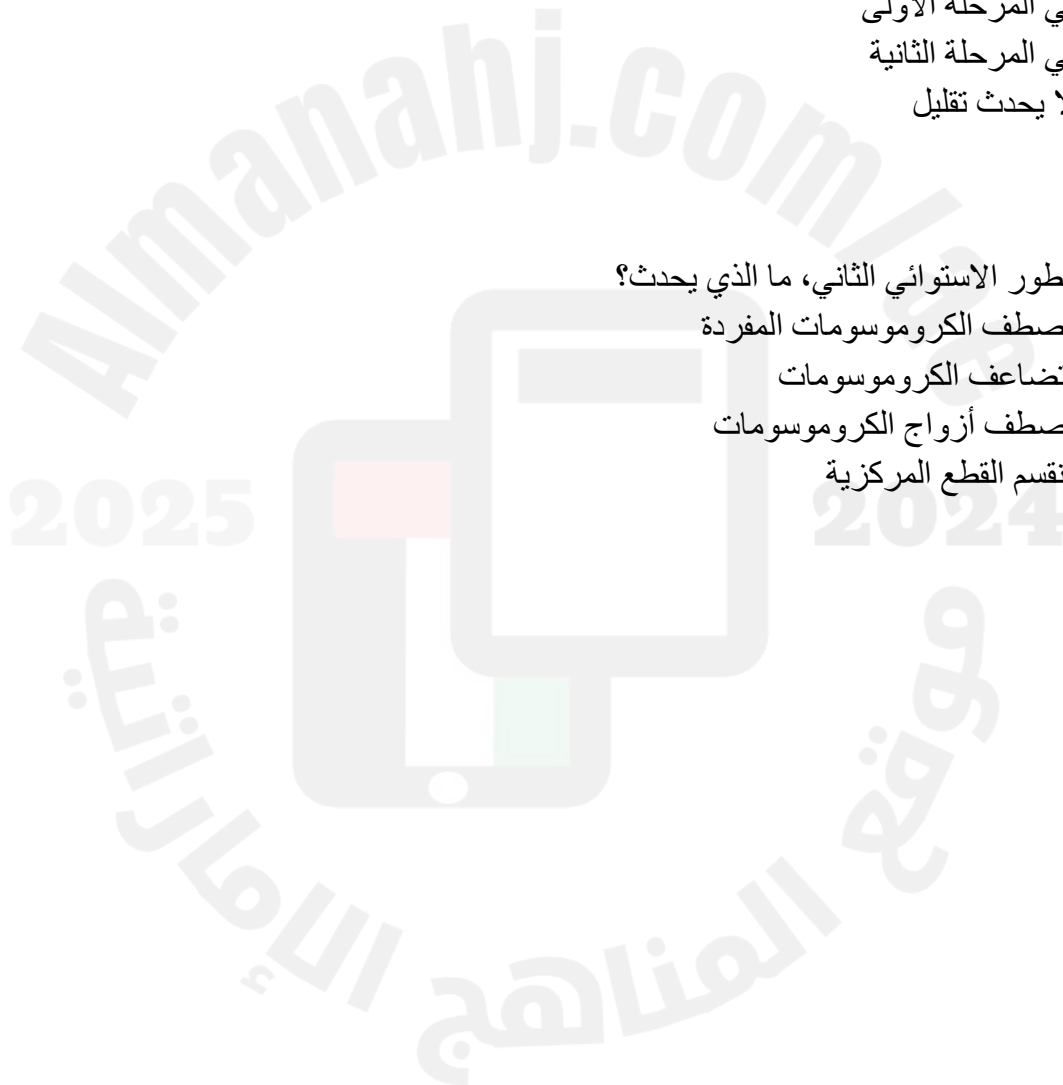 ي المرحلة الأولى
ي المرحلة الثانية
لا يحدث تقليل
طور الاستوائي الثاني، ما الذي يحدث؟
صطف الكروموسومات المفردة
تضاعف الكروموسومات
صطف أزواج الكروموسومات
نقسم القطع المركزية
Almanahj.com/ae
2025
2024
موقع المناهج الإماراتية